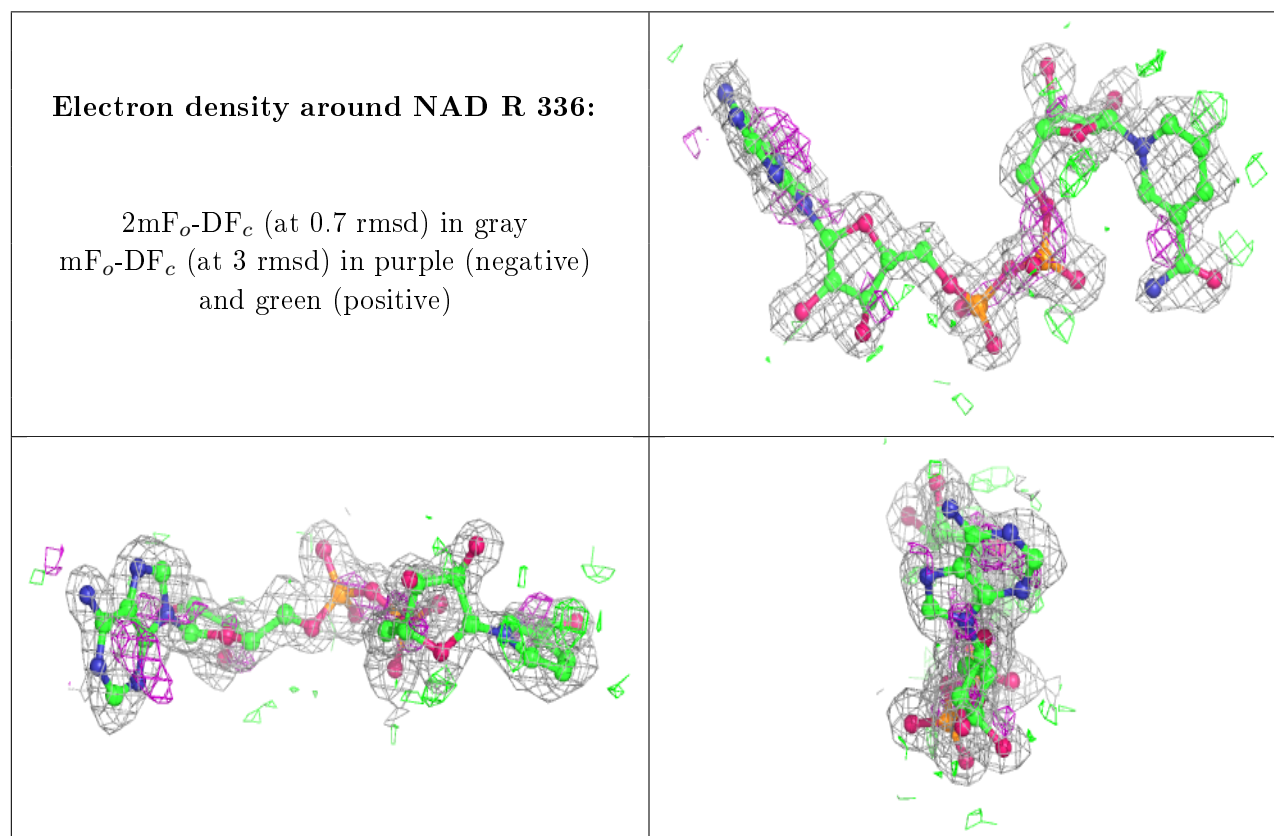 Electron density around NAD R 336:
2mFₒ-DF𝒸 (at 0.7 rmsd) in gray
mFₒ-DF𝒸 (at 3 rmsd) in purple (negative)
and green (positive)